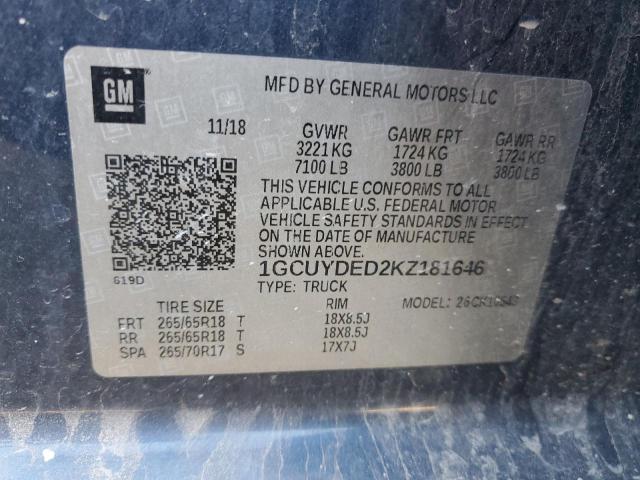 GM
MFD BY GENERAL MOTORS LLC
11/18 GVWR GAWR FRT GAWR RR
3221 KG 1724 KG 1724 KG
7100 LB 3800 LB 3800 LB
THIS VEHICLE CONFORMS TO ALL
APPLICABLE U.S. FEDERAL MOTOR
VEHICLE SAFETY STANDARDS IN EFFECT
ON THE DATE OF MANUFACTURE
SHOWN ABOVE.
1GCUYDED2KZ181646
619D
TYPE: TRUCK MODEL:
TIRE SIZE RIM
FRT 265/65R18 T 18X8.5J
RR 265/65R18 T 18X8.5J
SPA 265/70R17 S 17X7J